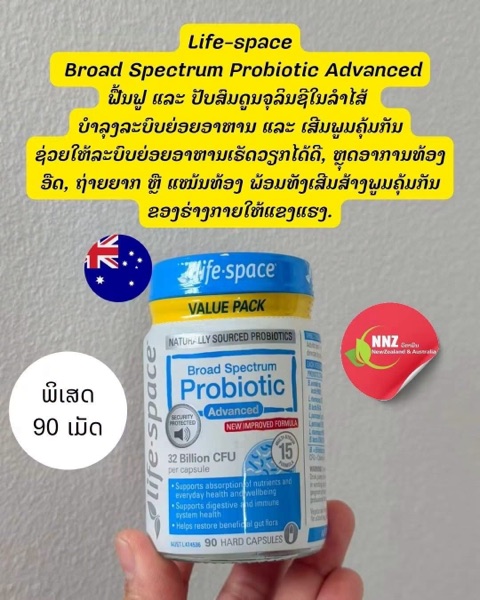 Life-space
Broad Spectrum Probiotic Advanced
ຟື້ນຟູ ແລະ ປັບສົມດູນຈຸລິນຊີໃນລຳໄສ້
ບຳລຸງລະບົບຍ່ອຍອາຫານ ແລະ ເສີມພູມຄຸ້ມກັນ
ຊ່ວຍໃຫ້ລະບົບຍ່ອຍອາຫານເຮັດວຽກໄດ້ດີ, ຫຼຸດອາການທ້ອງ
ອືດ, ຖ່າຍຍາກ ຫຼື ແໜ້ນທ້ອງ ພ້ອມທັງເສີມສ້າງພູມຄຸ້ມກັນ
ຂອງຮ່າງກາຍໃຫ້ແຂງແຮງ.
life-space
VALUE PACK
NATURALLY SOURCED PROBIOTICS
life-space
Broad Spectrum
Probiotic
Advanced
NEW IMPROVED FORMULA
SECURITY
PROTECTED
32 Billion CFU
per capsule
15
• Supports absorption of nutrients and
everyday health and wellbeing
• Supports digestive and immune
system health
• Helps restore beneficial gut flora
90 HARD CAPSULES
NNZ
NewZealand & Australia
ພິເສດ
90 ເມັດ